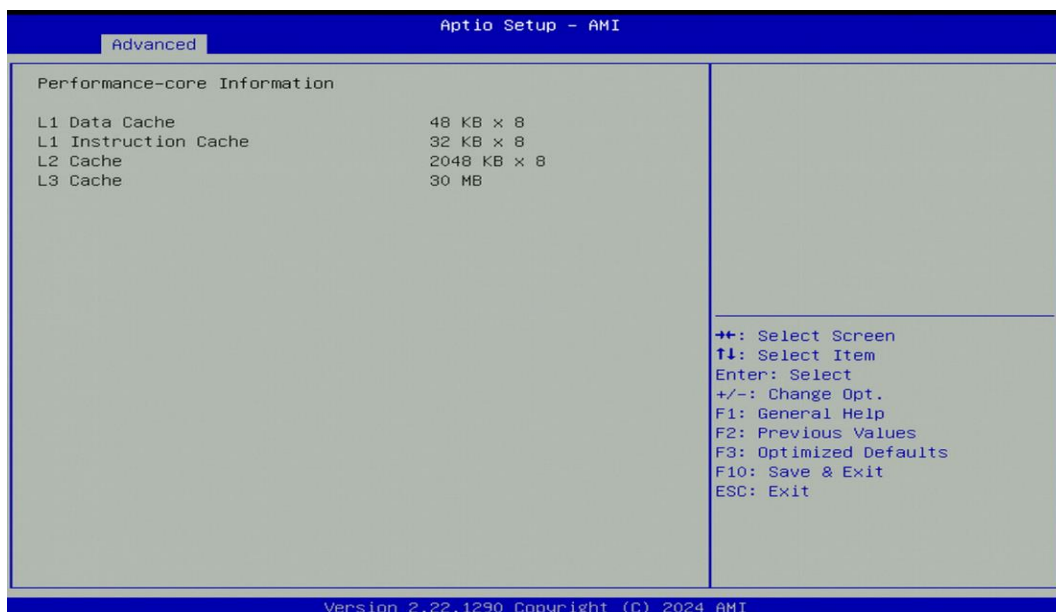 Aptio Setup - AMI
Advanced
Performance-core Information
L1 Data Cache 48 KB x 8
L1 Instruction Cache 32 KB x 8
L2 Cache 2048 KB x 8
L3 Cache 30 MB
→←: Select Screen
↑↓: Select Item
Enter: Select
+/-: Change Opt.
F1: General Help
F2: Previous Values
F3: Optimized Defaults
F10: Save & Exit
ESC: Exit
Version 2.22.1290 Copyright (C) 2024 AMI